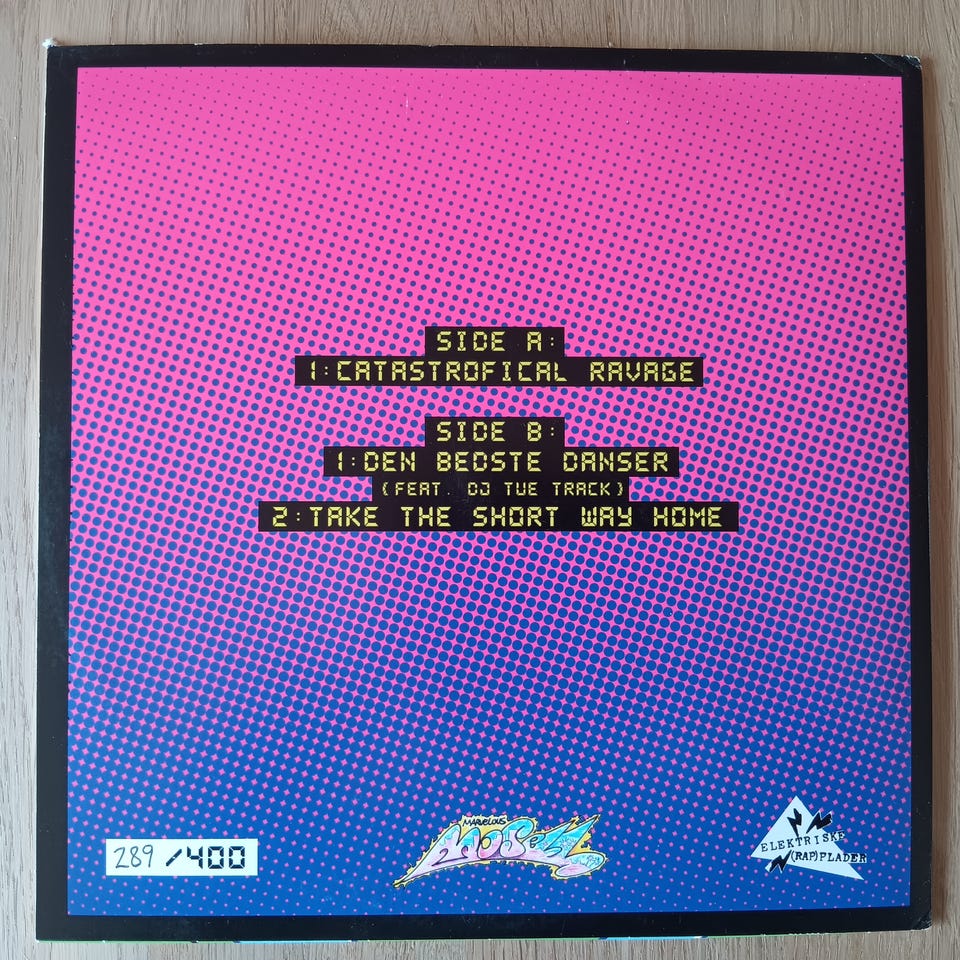 SIDE A:
1:CATASTROFICAL RAVAGE
SIDE B:
1:DEN BEDSTE DANSER
(FEAT. DJ TUE TRACK)
2:TAKE THE SHORT WAY HOME
289/400
MARVELOUS
MOSELL
ELEKTRISKE
(RAP)PLADER